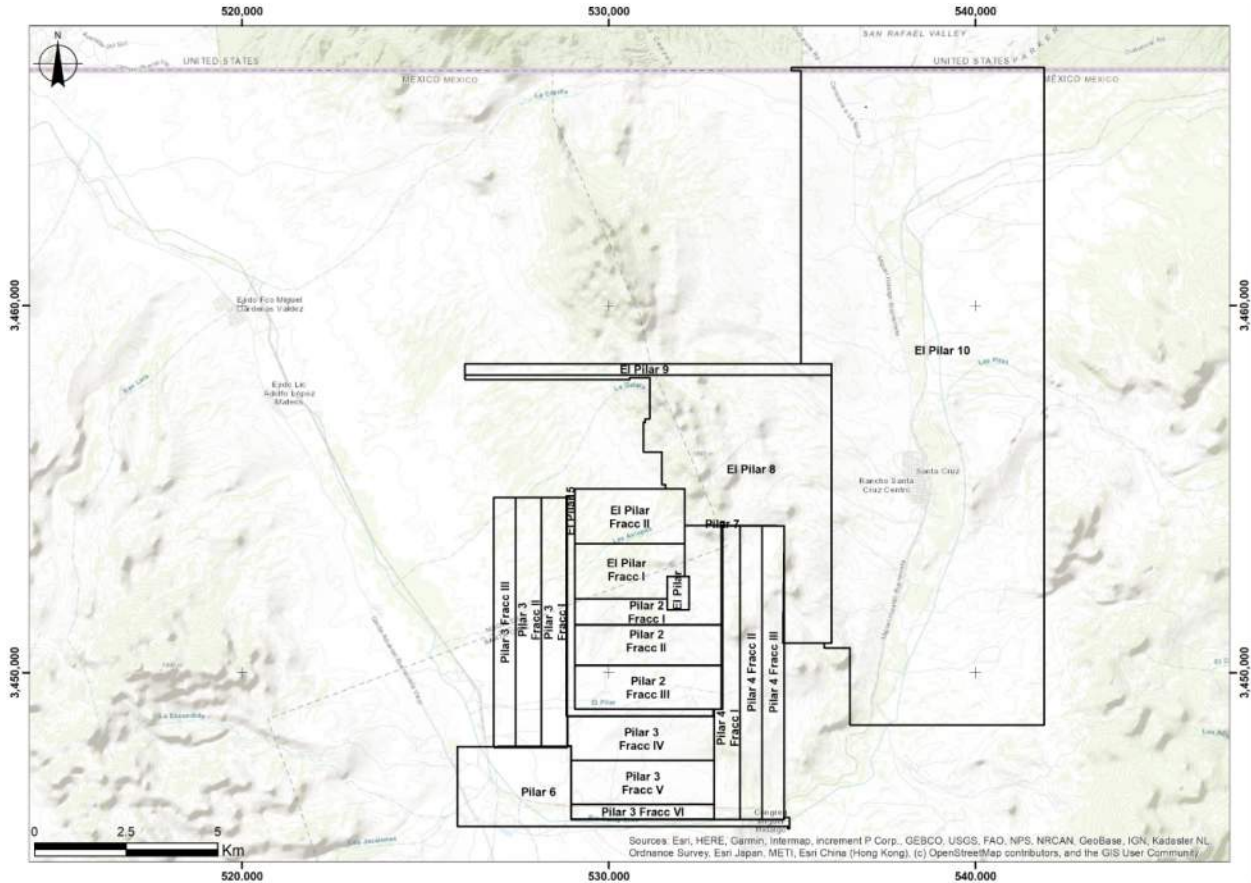 520,000
530,000
540,000
N
SAN RAFAEL VALLEY
UNITED STATES
UNITED STATES
MÉXICO MEXICO
MÉXICO MEXICO
3,460,000
3,460,000
Ejido Fco Miguel
Cárdenas Valdez
El Pilar 10
El Pilar 9
Ejido Lic
Adolfo López
Mateos
El Pilar 8
Santa Cruz
Rancho Santa
Cruz Centro
El Pilar 5
El Pilar
Fracc II
Pilar 7
El Pilar
Fracc I
El Pilar
Pilar 2
Fracc I
Pilar 3 Fracc III
Pilar 3
Fracc II
Pilar 3
Fracc I
Pilar 2
Fracc II
Pilar 4 Fracc II
Pilar 4 Fracc III
3,450,000
3,450,000
Pilar 2
Fracc III
El Pilar
Pilar 4
Fracc I
Pilar 3
Fracc IV
Pilar 3
Fracc V
Pilar 6
Pilar 3 Fracc VI
0
2.5
5
Km
Sources: Esri, HERE, Garmin, Intermap, increment P Corp., GEBCO, USGS, FAO, NPS, NRCAN, GeoBase, IGN, Kadaster NL,
Ordnance Survey, Esri Japan, METI, Esri China (Hong Kong), (c) OpenStreetMap contributors, and the GIS User Community
520,000
530,000
540,000